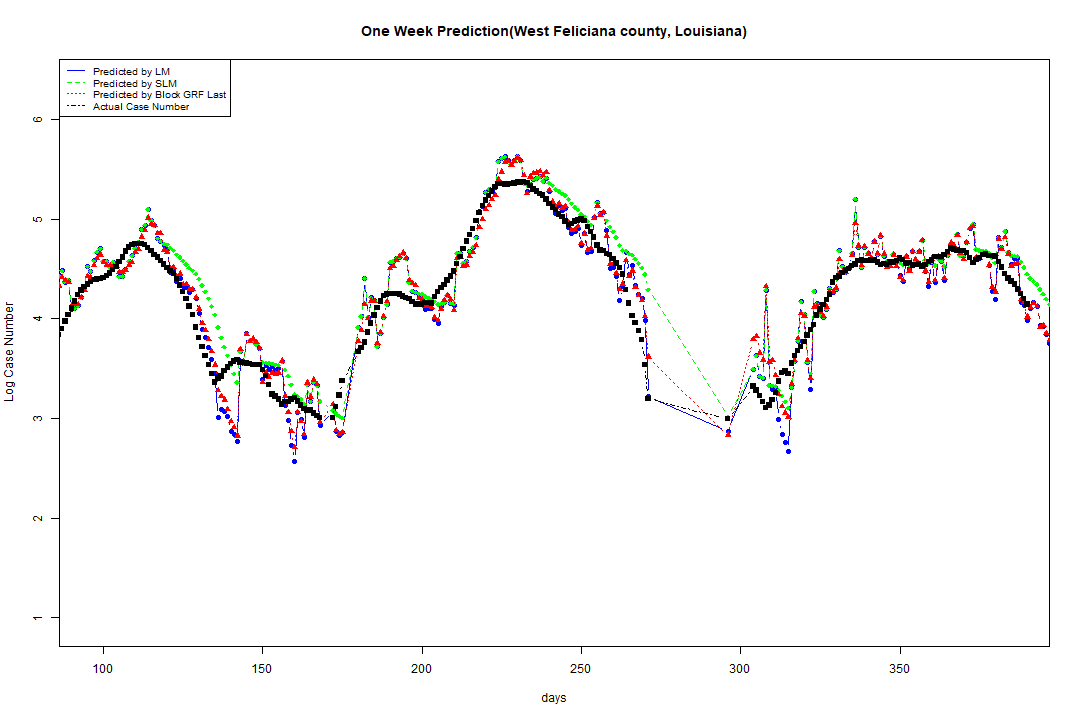 One Week Prediction(West Feliciana county, Louisiana)
Predicted by LM
Predicted by SLM
Predicted by Block GRF Last
Actual Case Number
6
5
4
3
2
1
Log Case Number
100 150 200 250 300 350
days